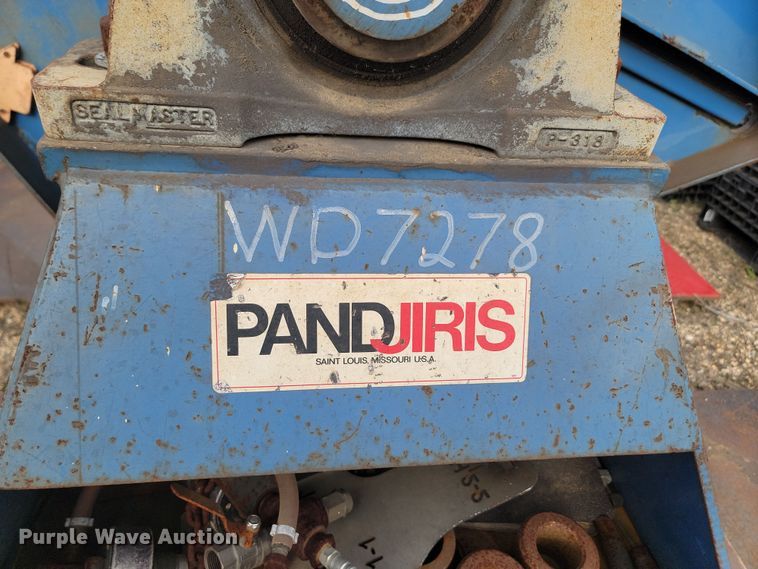 SEALMASTER
P-318
WD7278
PANDJIRIS
SAINT LOUIS, MISSOURI U.S.A.
Purple Wave Auction